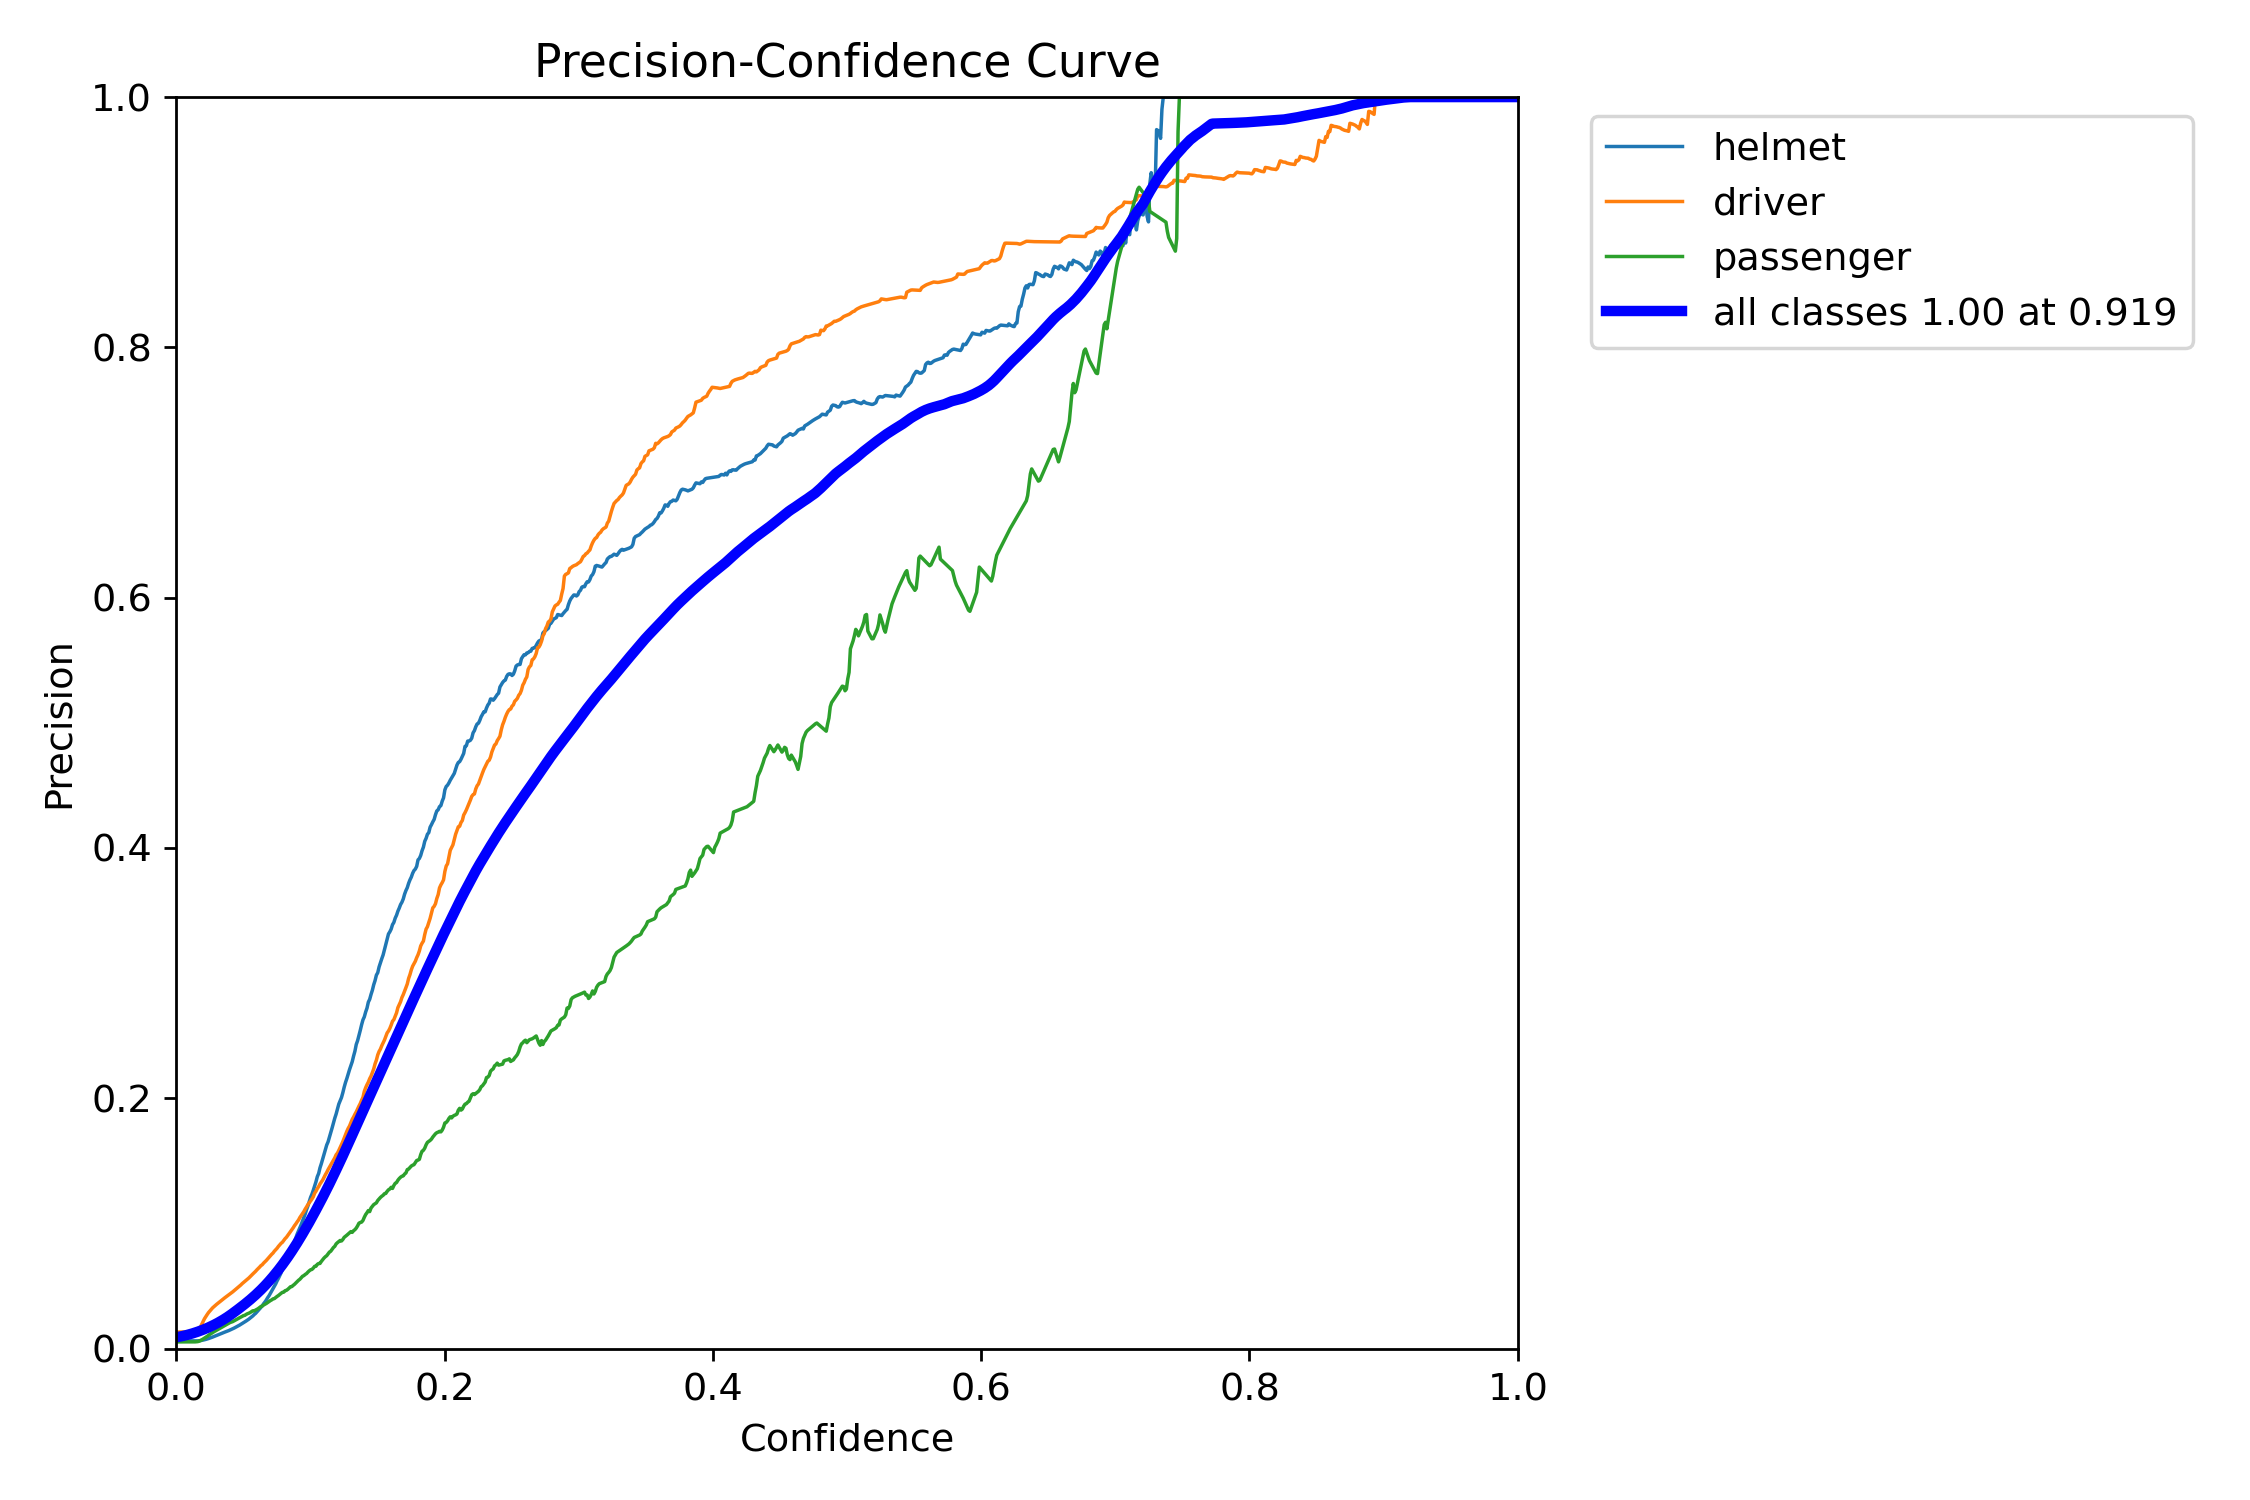 Precision-Confidence Curve
1.0
0.8
0.6
0.4
0.2
0.0
Precision
0.0 0.2 0.4 0.6 0.8 1.0
Confidence
helmet
driver
passenger
all classes 1.00 at 0.919